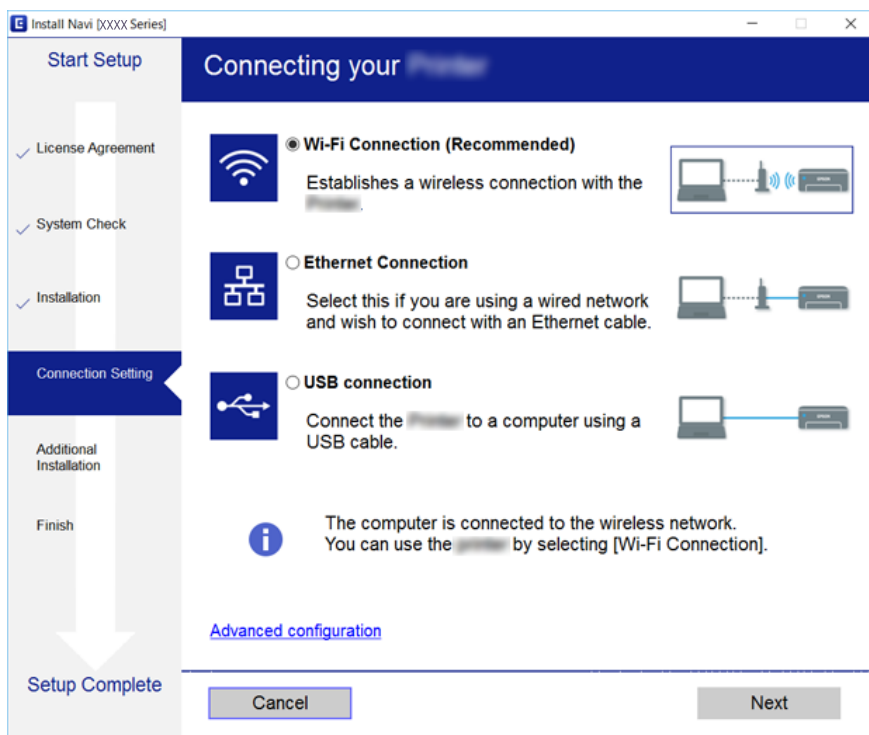 Install Navi [XXXX Series]
Start Setup
License Agreement
System Check
Installation
Connection Setting
Additional
Installation
Finish
Setup Complete
Connecting your
Wi-Fi Connection (Recommended)
Establishes a wireless connection with the
.
Ethernet Connection
Select this if you are using a wired network
and wish to connect with an Ethernet cable.
USB connection
Connect the to a computer using a
USB cable.
The computer is connected to the wireless network.
You can use the by selecting [Wi-Fi Connection].
Advanced configuration
Cancel
Next